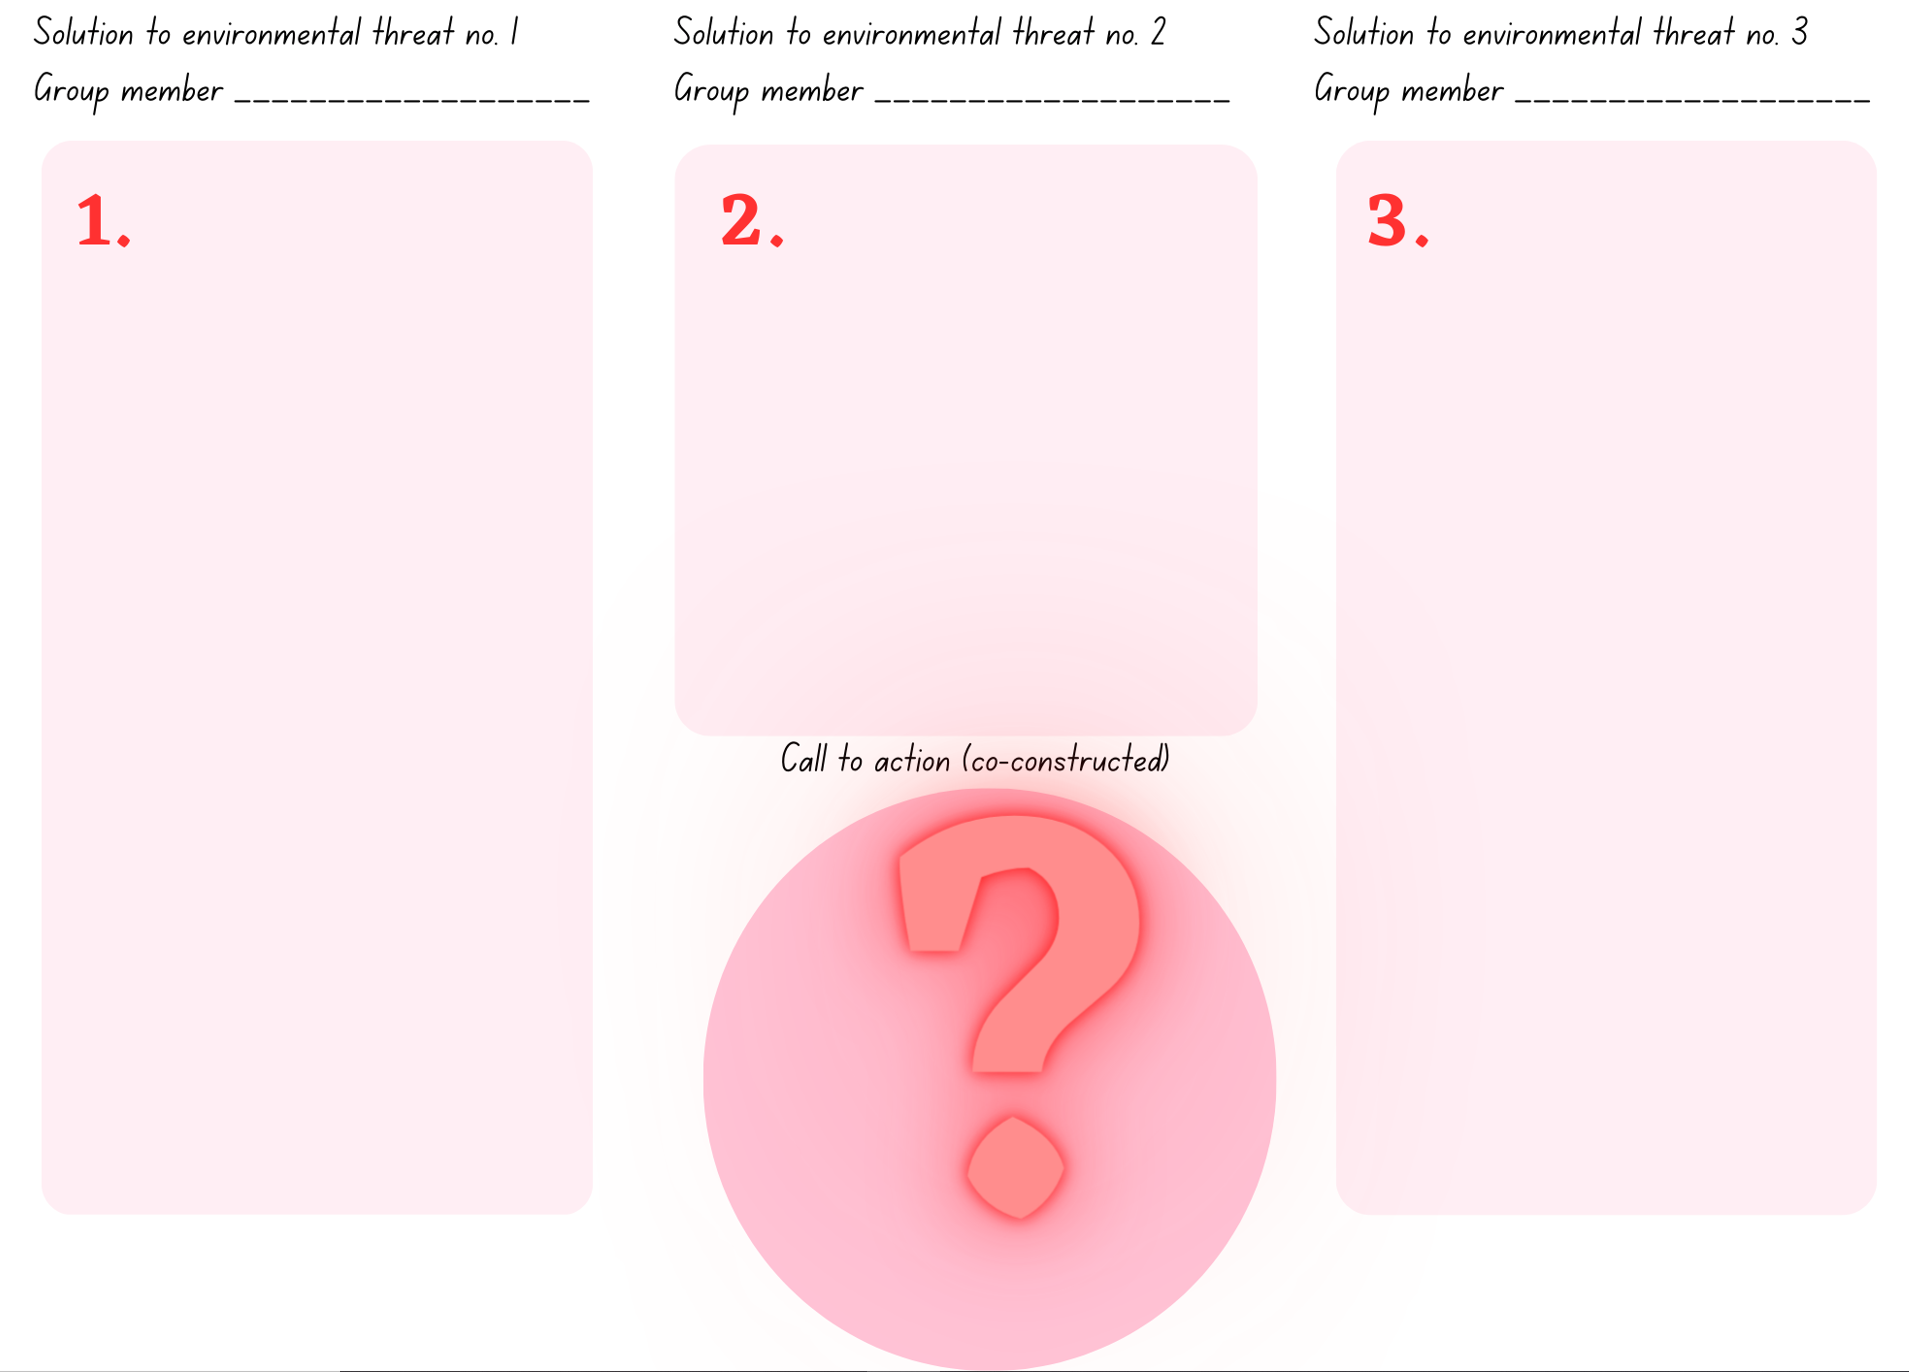 Solution to environmental threat no. 1
Group member ___________________
1.
Solution to environmental threat no. 2
Group member ___________________
2.
Solution to environmental threat no. 3
Group member ___________________
3.
Call to action (co-constructed)
?